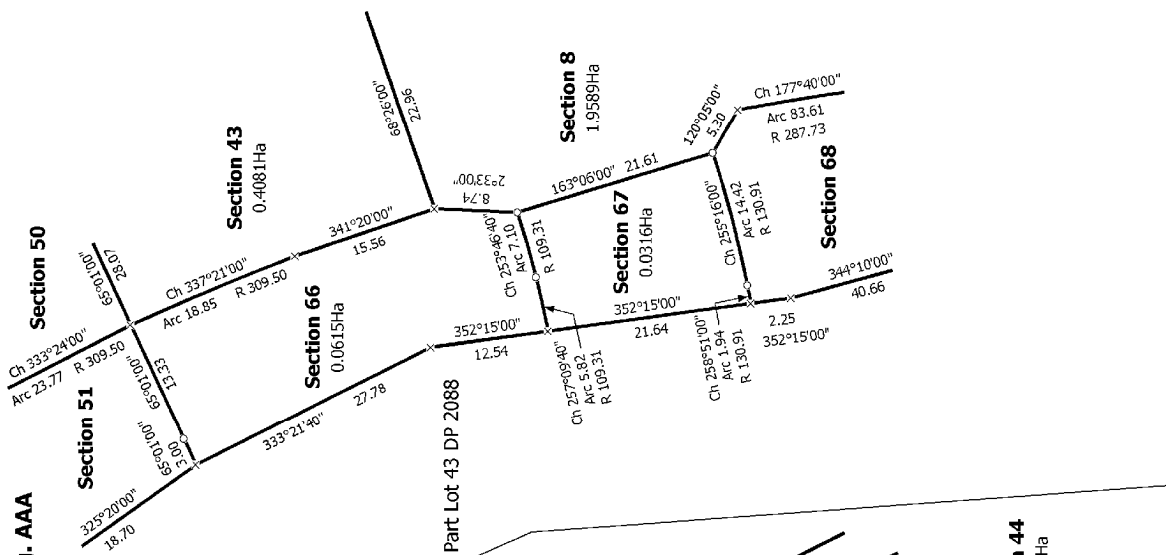 Section 50
Ch 333°24'00"
Arc 23.77
R 309.50
65°01'00"
28.07
Section 51
65°01'00"
13.33
65°01'00"
3.00
325°20'00"
18.70
. AAA
Section 43
0.4081Ha
Ch 337°21'00"
Arc 18.85
R 309.50
341°20'00"
15.56
68°26'00"
22.96
Section 66
0.0615Ha
333°21'40"
27.78
352°15'00"
12.54
2°33'00"
8.74
Section 8
1.9589Ha
163°06'00"
21.61
120°05'00"
5.30
Ch 177°40'00"
Arc 83.61
R 287.73
Ch 253°46'40"
Arc 7.10
R 109.31
Section 67
0.0316Ha
Ch 257°09'40"
Arc 5.82
R 109.31
352°15'00"
21.64
Ch 255°16'00"
Arc 14.42
R 130.91
Ch 258°51'00"
Arc 1.94
R 130.91
2.25
352°15'00"
Section 68
344°10'00"
40.66
Part Lot 43 DP 2088
n 44
Ha